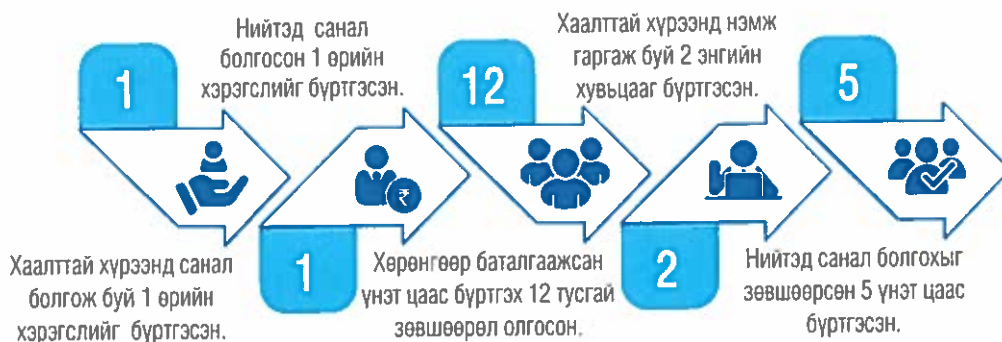 1
Хаалттай хүрээнд санал
болгож буй 1 өрийн
хэрэгслийг бүртгэсэн.
Нийтэд санал
болгосон 1 өрийн
хэрэгслийг бүртгэсэн.
₹
1
12
Хөрөнгөөр баталгаажсан
үнэт цаас бүртгэх 12 тусгай
зөвшөөрөл олгосон.
Хаалттай хүрээнд нэмж
гаргаж буй 2 энгийн
хувьцааг бүртгэсэн.
2
5
Нийтэд санал болгохыг
зөвшөөрсөн 5 үнэт цаас
бүртгэсэн.